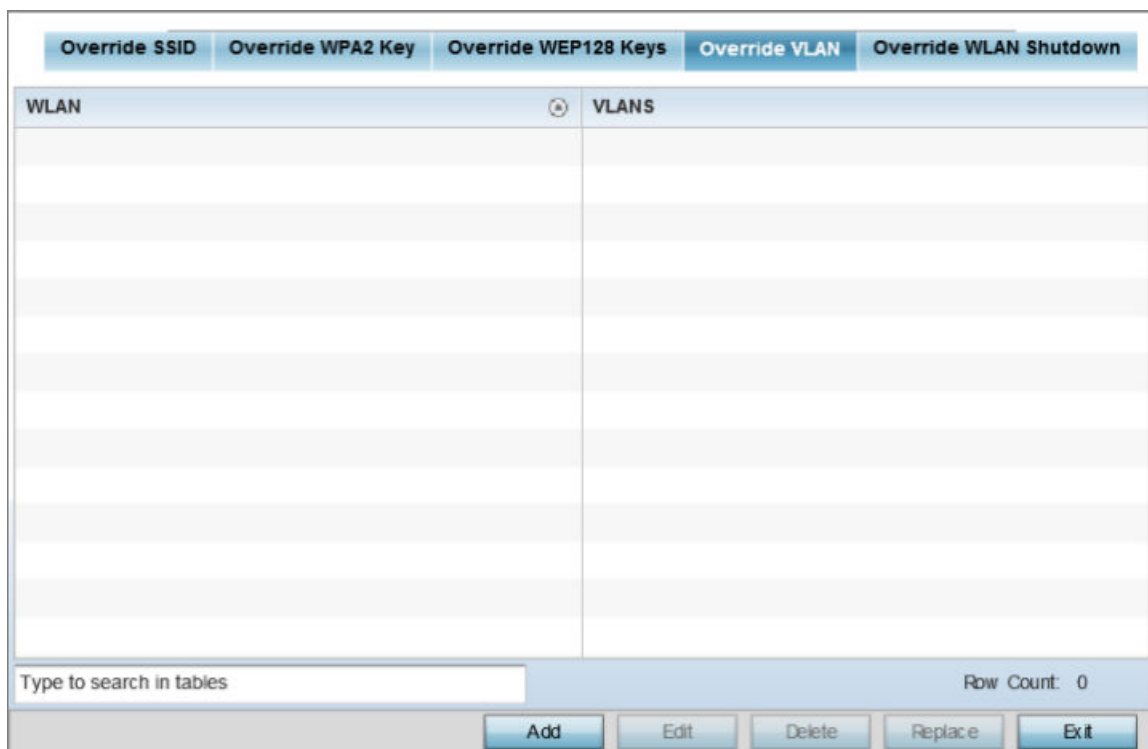 Override SSID Override WPA2 Key Override WEP128 Keys Override VLAN Override WLAN Shutdown
WLAN VLANS
Type to search in tables Row Count: 0
Add Edit Delete Replace Exit